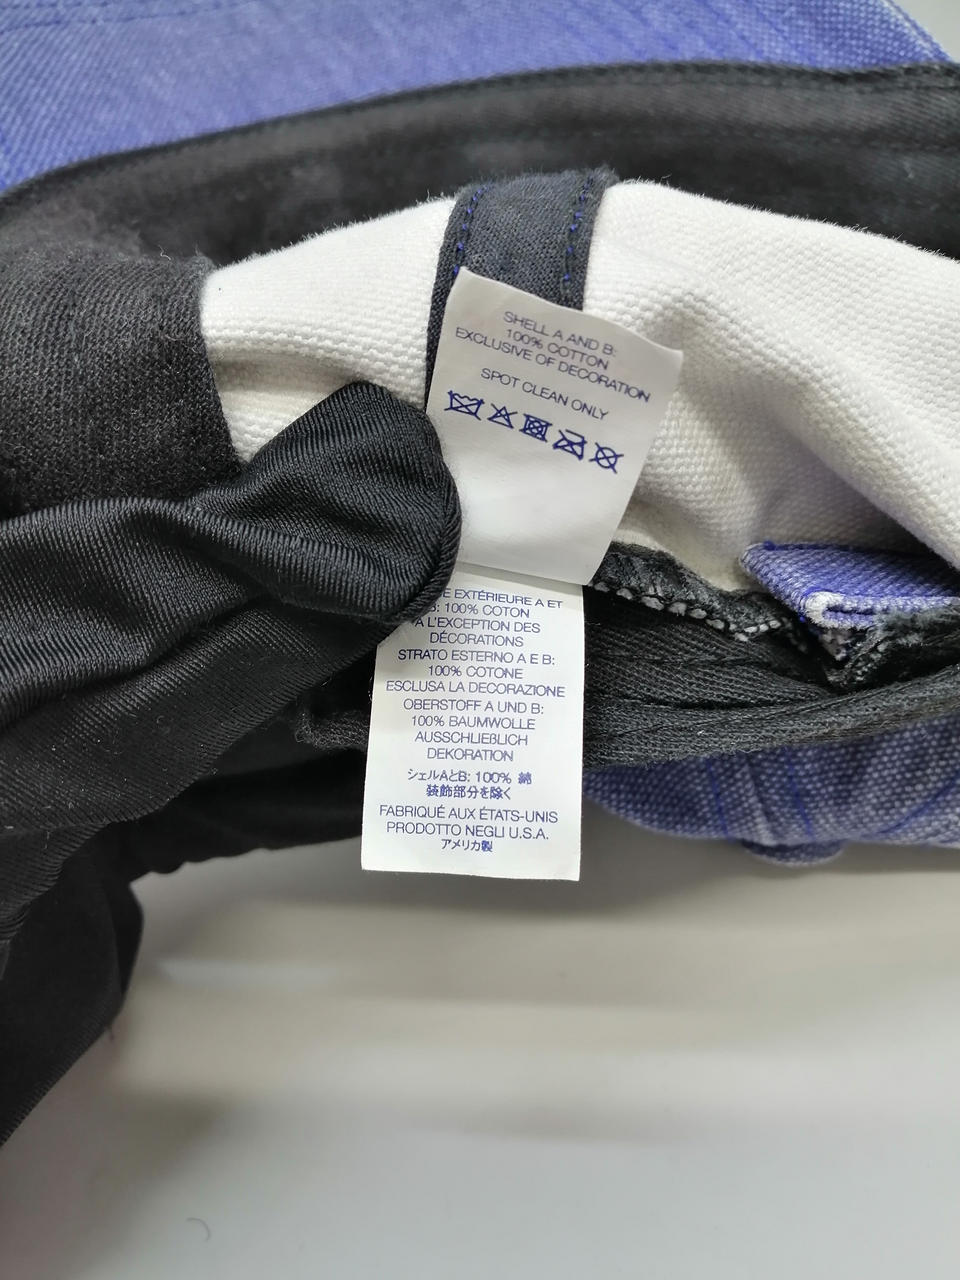 SHELL A AND B:
100% COTTON
EXCLUSIVE OF DECORATION
SPOT CLEAN ONLY
E EXTÉRIEURE A ET
B: 100% COTON
A L'EXCEPTION DES
DÉCORATIONS
STRATO ESTERNO A E B:
100% COTONE
ESCLUSA LA DECORAZIONE
OBERSTOFF A UND B:
100% BAUMWOLLE
AUSSCHLIEßLICH
DEKORATION
シェルAとB: 100% 綿
装飾部分を除く
FABRIQUÉ AUX ÉTATS-UNIS
PRODOTTO NEGLI U.S.A.
アメリカ製